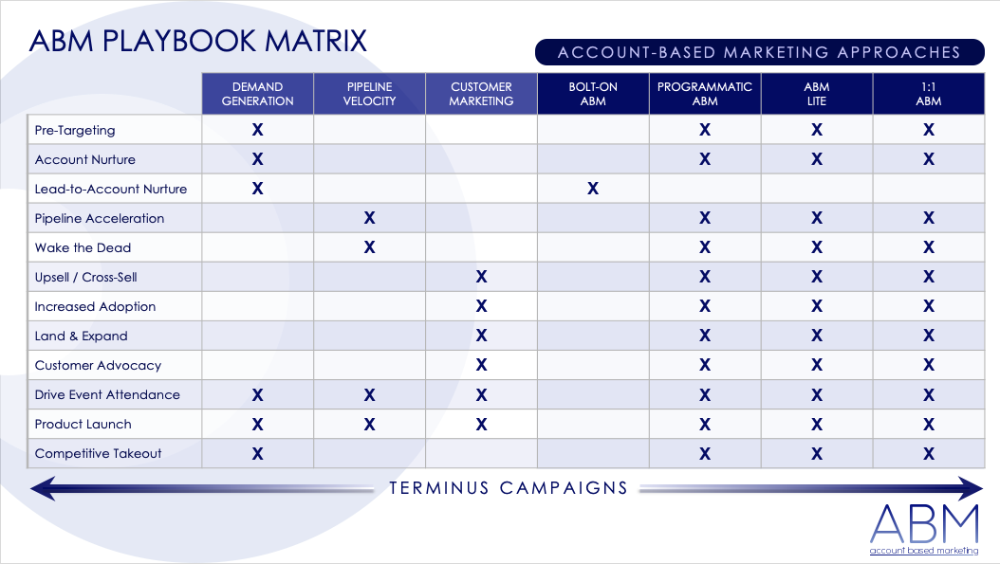 ABM PLAYBOOK MATRIX
ACCOUNT-BASED MARKETING APPROACHES
DEMAND GENERATION PIPELINE VELOCITY CUSTOMER MARKETING BOLT-ON ABM PROGRAMMATIC ABM ABM LITE 1:1 ABM
Pre-Targeting X X X X
Account Nurture X X X X
Lead-to-Account Nurture X X
Pipeline Acceleration X X X X
Wake the Dead X X X X
Upsell / Cross-Sell X X X X
Increased Adoption X X X X
Land & Expand X X X X
Customer Advocacy X X X X
Drive Event Attendance X X X X X X
Product Launch X X X X X X
Competitive Takeout X X X X
TERMINUS CAMPAIGNS
ABM
account based marketing